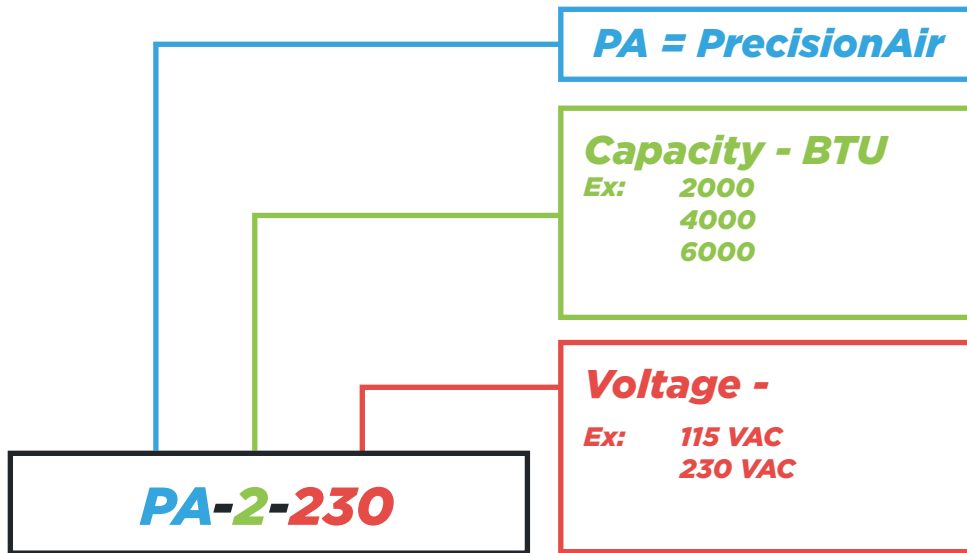 PA = PrecisionAir
Capacity - BTU
Ex: 2000
4000
6000
Voltage -
Ex: 115 VAC
230 VAC
PA-2-230